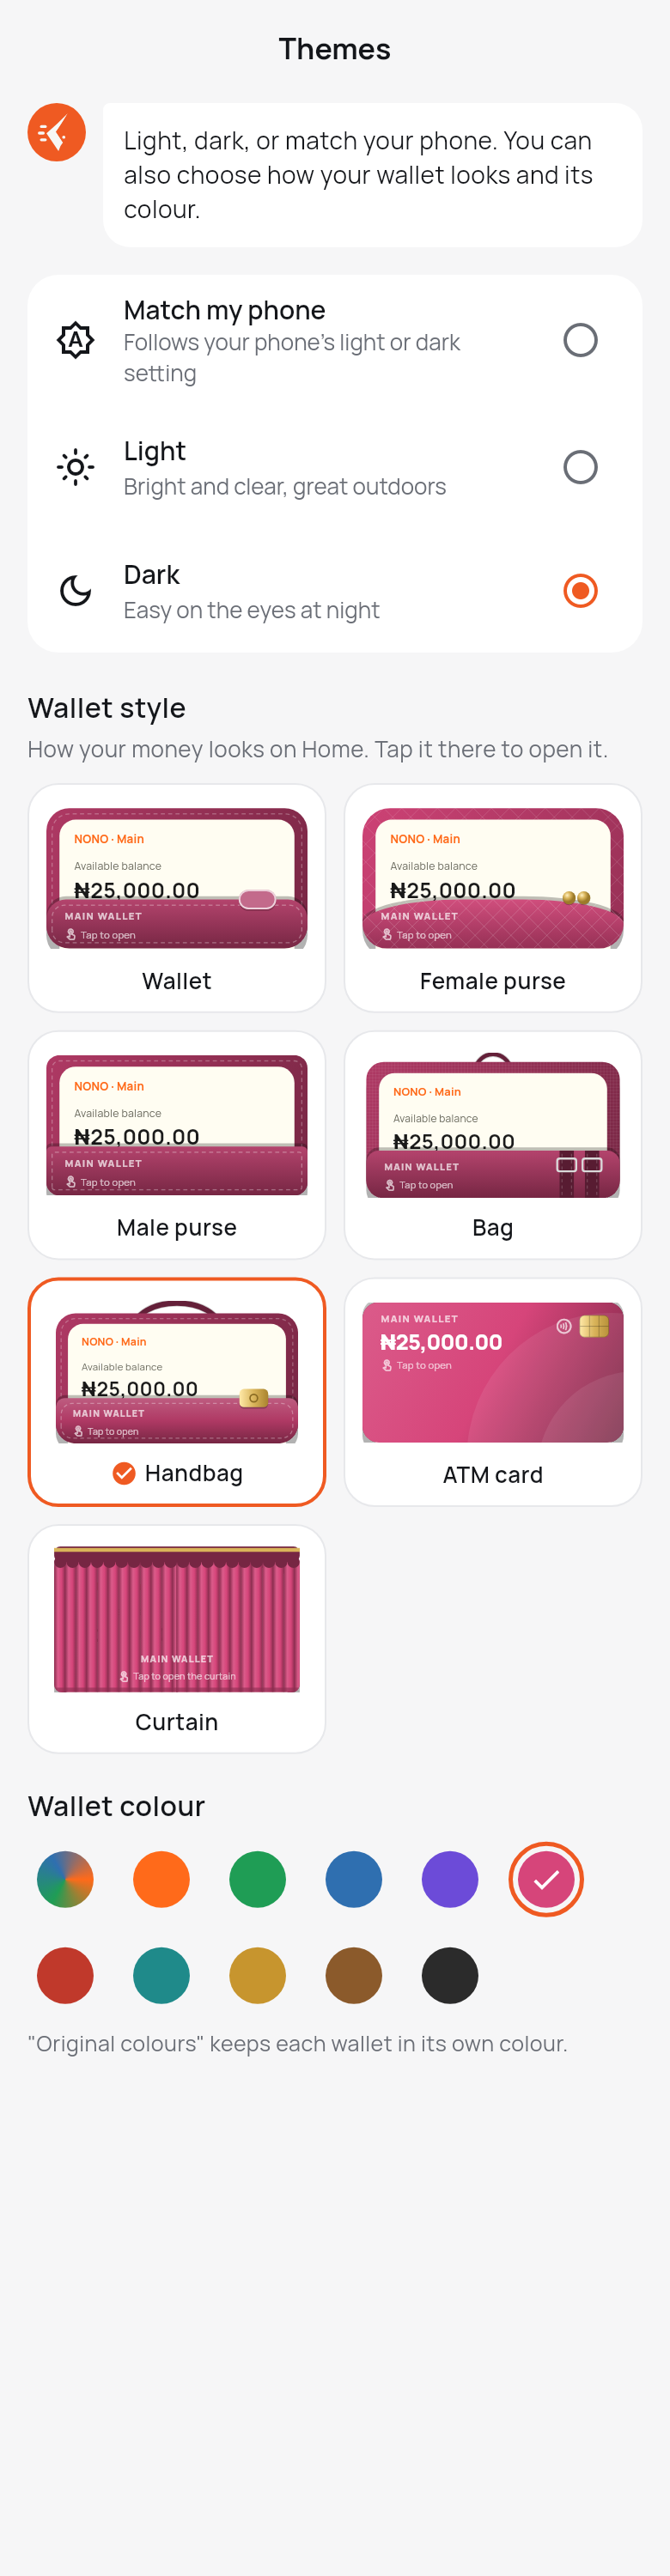 Themes
Light, dark, or match your phone. You can
also choose how your wallet looks and its
colour.
Match my phone
Follows your phone's light or dark
setting
Light
Bright and clear, great outdoors
Dark
Easy on the eyes at night
Wallet style
How your money looks on Home. Tap it there to open it.
NONO · Main
Available balance
₦25,000.00
MAIN WALLET
Tap to open
Wallet
NONO · Main
Available balance
₦25,000.00
MAIN WALLET
Tap to open
Female purse
NONO · Main
Available balance
₦25,000.00
MAIN WALLET
Tap to open
Male purse
NONO · Main
Available balance
₦25,000.00
MAIN WALLET
Tap to open
Bag
NONO · Main
Available balance
₦25,000.00
MAIN WALLET
Tap to open
Handbag
MAIN WALLET
₦25,000.00
Tap to open
ATM card
MAIN WALLET
Tap to open the curtain
Curtain
Wallet colour
"Original colours" keeps each wallet in its own colour.